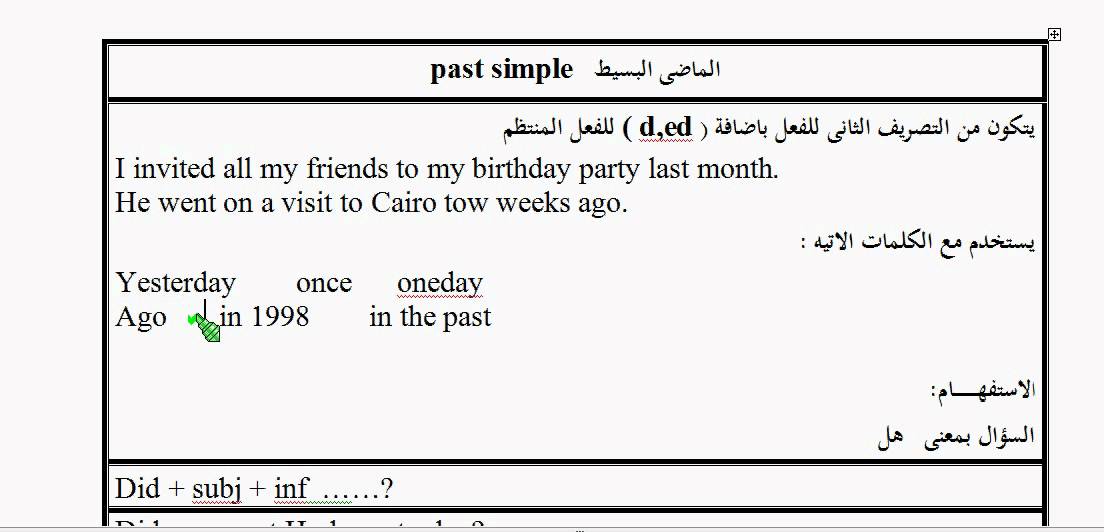 past simple الماضى البسيط
يتكون من التصريف الثانى للفعل باضافة ( d,ed ) للفعل المنتظم
I invited all my friends to my birthday party last month.
He went on a visit to Cairo tow weeks ago.
يستخدم مع الكلمات الاتيه :
Yesterday once oneday
Ago in 1998 in the past
الاستفهـــام:
السؤال بمعنى هل
Did + subj + inf ……?